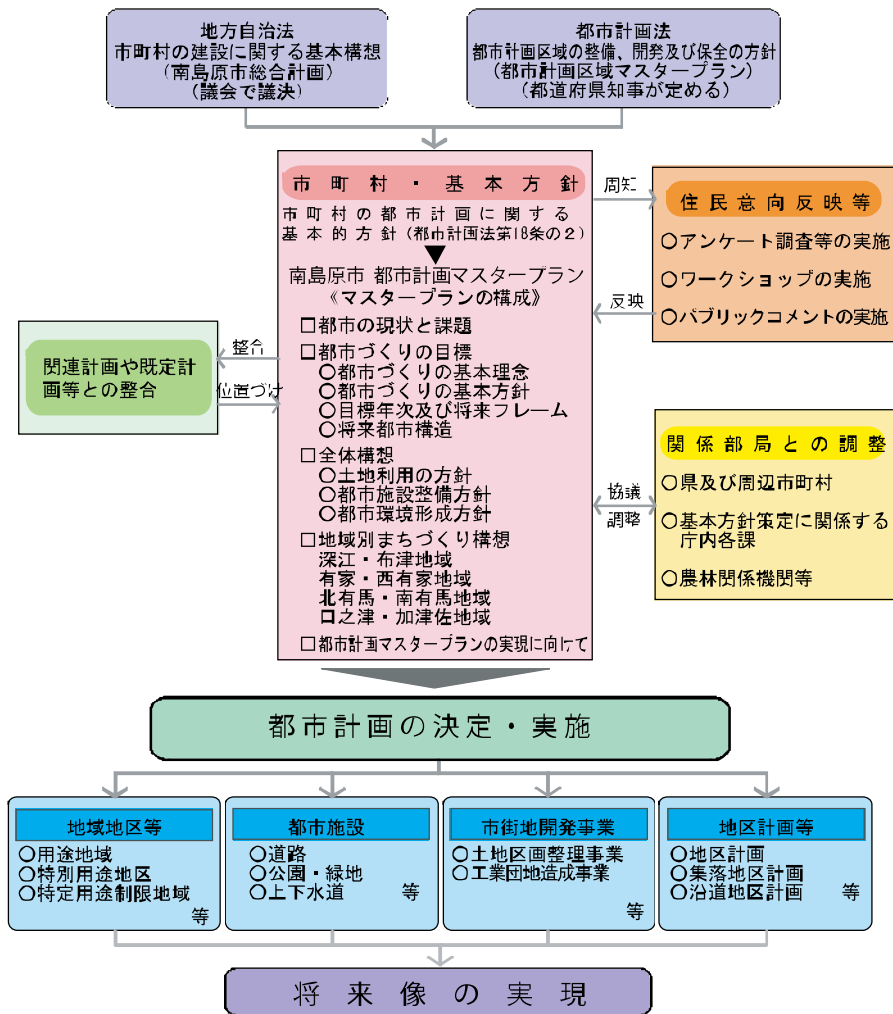 地方自治法
市町村の建設に関する基本構想
(南島原市総合計画)
(議会で議決)
都市計画法
都市計画区域の整備、開発及び保全の方針
(都市計画区域マスタープラン)
(都道府県知事が定める)
市町村・基本方針
市町村の都市計画に関する
基本的方針(都市計画法第18条の2)
▼
南島原市 都市計画マスタープラン
《マスタープランの構成》
□都市の現状と課題
□都市づくりの目標
○都市づくりの基本理念
○都市づくりの基本方針
○目標年次及び将来フレーム
○将来都市構造
□全体構想
○土地利用の方針
○都市施設整備方針
○都市環境形成方針
□地域別まちづくり構想
深江・布津地域
有家・西有家地域
北有馬・南有馬地域
口之津・加津佐地域
□都市計画マスタープランの実現に向けて
周知
反映
住民意向反映等
○アンケート調査等の実施
○ワークショップの実施
○パブリックコメントの実施
整合
位置づけ
関連計画や既定計
画等との整合
協議
調整
関係部局との調整
○県及び周辺市町村
○基本方針策定に関係する
庁内各課
○農林関係機関等
都市計画の決定・実施
地域地区等
○用途地域
○特別用途地区
○特定用途制限地域
等
都市施設
○道路
○公園・緑地
○上下水道 等
市街地開発事業
○土地区画整理事業
○工業団地造成事業
等
地区計画等
○地区計画
○集落地区計画
○沿道地区計画 等
将来像の実現